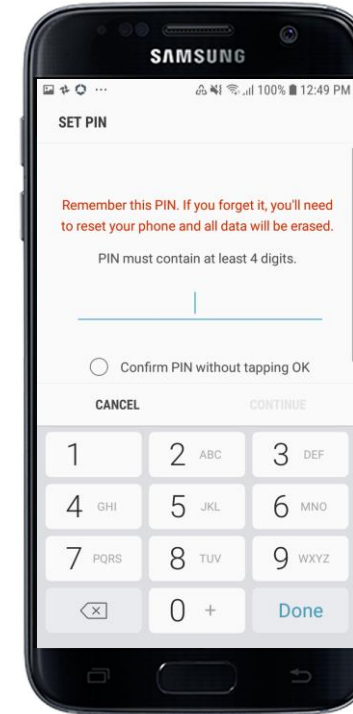 SAMSUNG
100% 12:49 PM
SET PIN
Remember this PIN. If you forget it, you'll need
to reset your phone and all data will be erased.
PIN must contain at least 4 digits.
Confirm PIN without tapping OK
CANCEL CONTINUE
1 2 ABC 3 DEF
4 GHI 5 JKL 6 MNO
7 PQRS 8 TUV 9 WXYZ
0 + Done